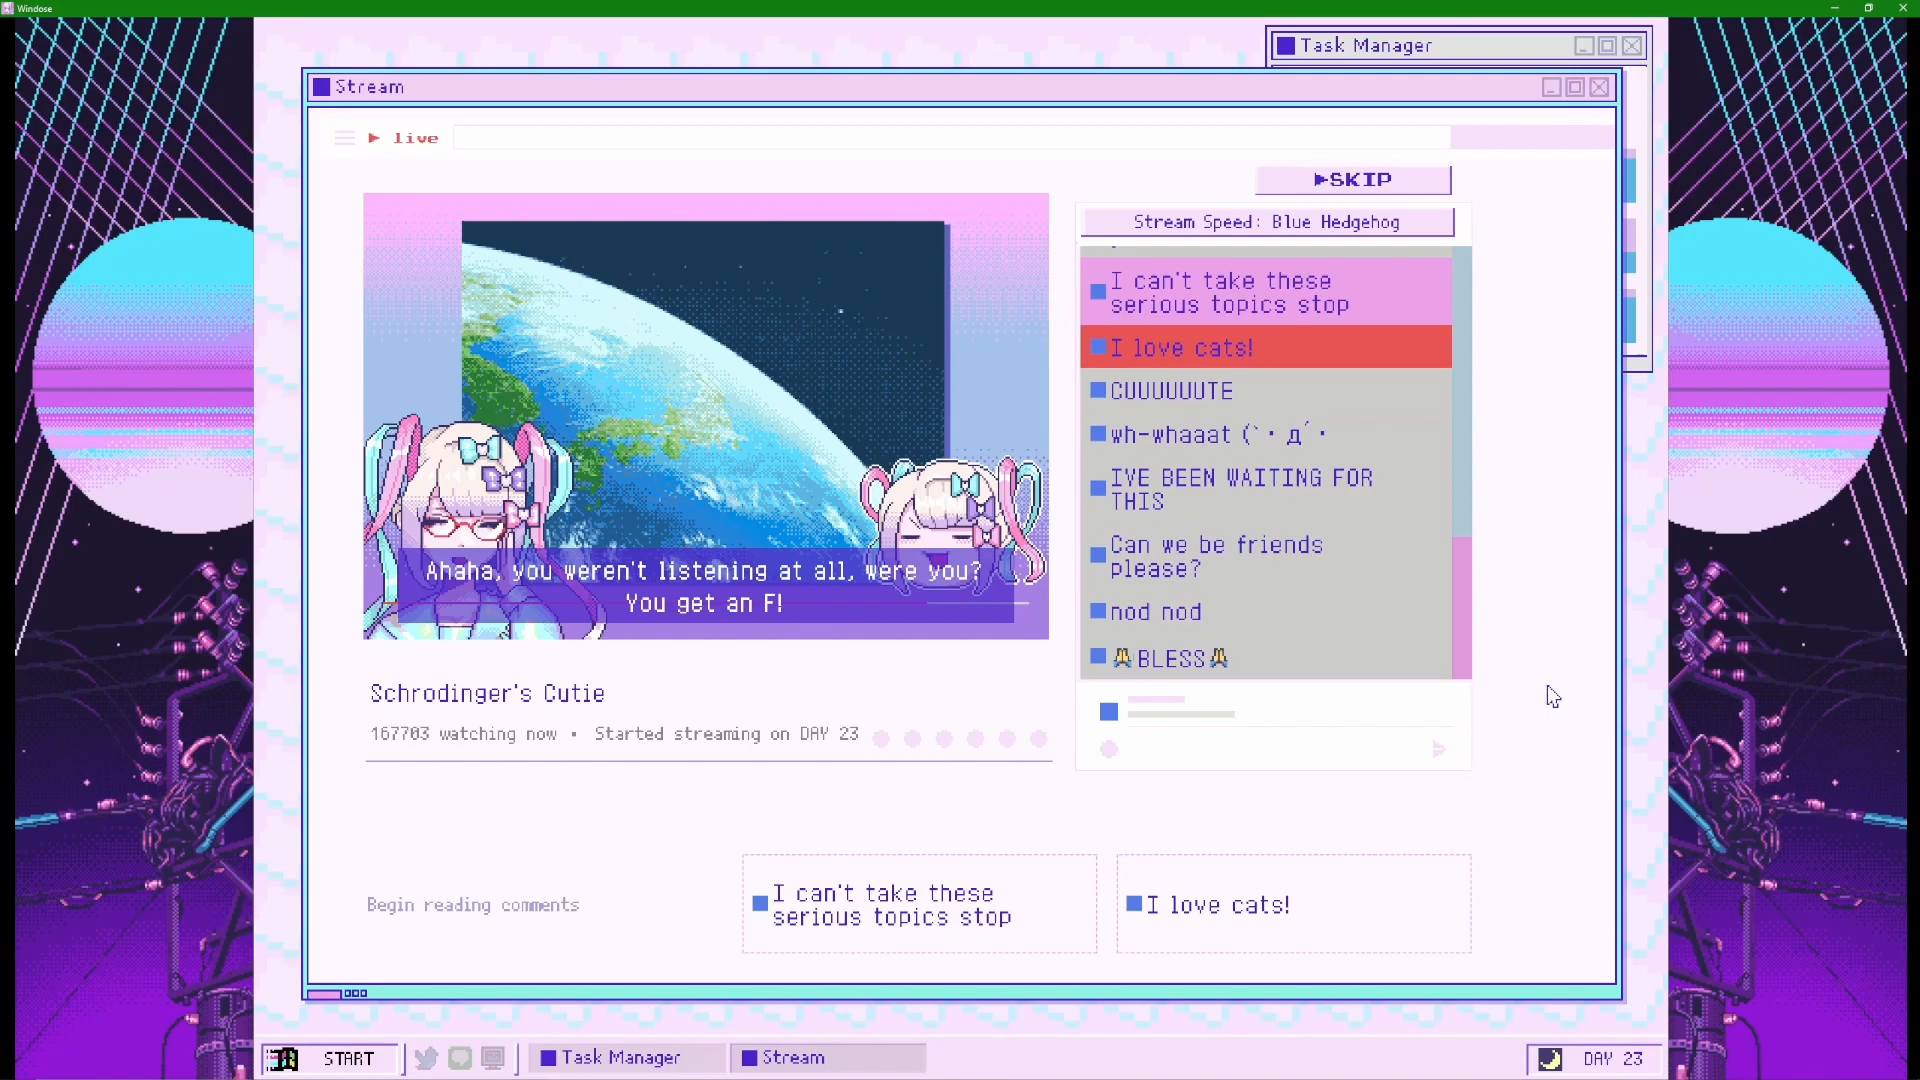 Windose
Task Manager
Stream
live
▶SKIP
Stream Speed: Blue Hedgehog
I can't take these
serious topics stop
I love cats!
CUUUUUUTE
wh-whaaat (`・д´・
IVE BEEN WAITING FOR
THIS
Can we be friends
please?
nod nod
🙏BLESS🙏
Ahaha, you weren't listening at all, were you?
You get an F!
Schrodinger's Cutie
167703 watching now • Started streaming on DAY 23
Begin reading comments
I can't take these
serious topics stop
I love cats!
START
Task Manager
Stream
DAY 23